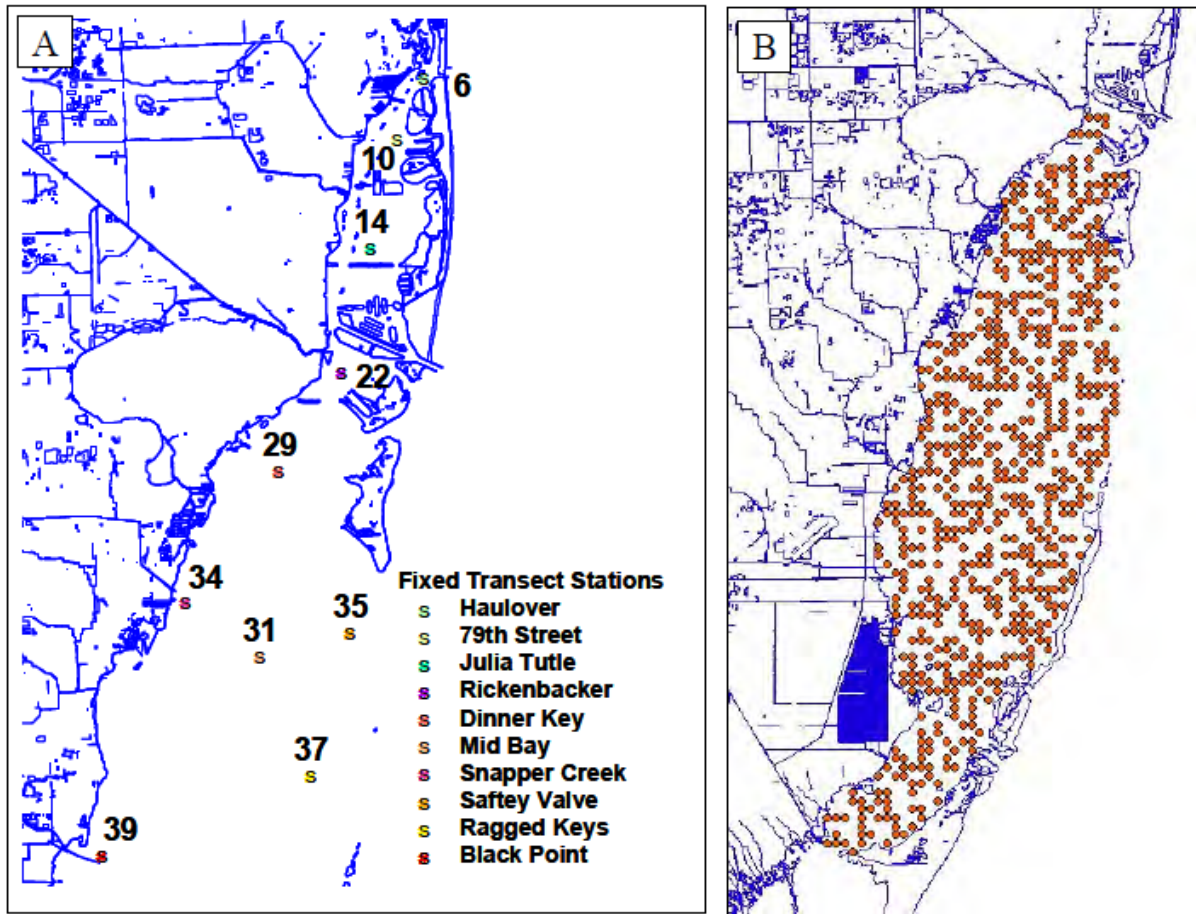 A
B
6
10
14
22
29
34
35
31
37
39
Fixed Transect Stations
S Haulover
S 79th Street
S Julia Tutle
S Rickenbacker
S Dinner Key
S Mid Bay
S Snapper Creek
S Saftey Valve
S Ragged Keys
S Black Point